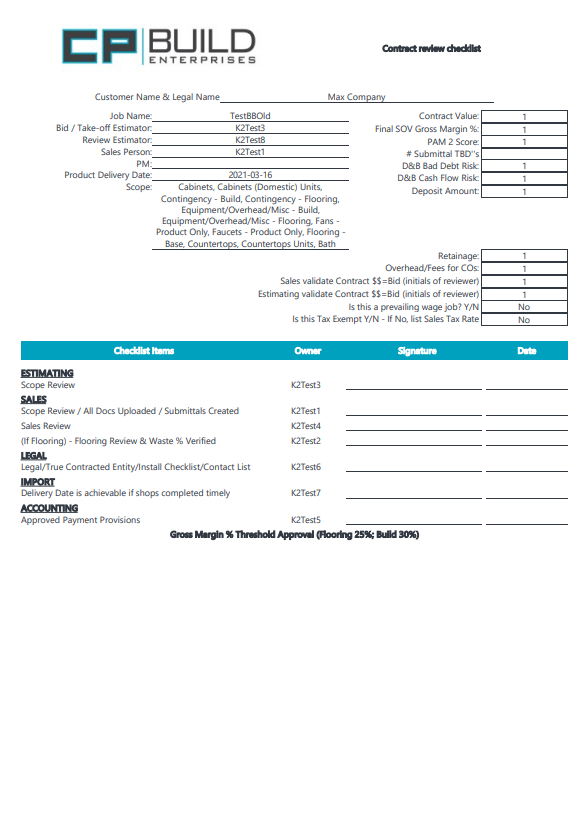 CP BUILD ENTERPRISES
Contract review checklist
Customer Name & Legal Name Max Company
Job Name: TestBBOld
Bid / Take-off Estimator: K2Test3
Review Estimator: K2Test8
Sales Person: K2Test1
PM:
Product Delivery Date: 2021-03-16
Scope: Cabinets, Cabinets (Domestic) Units,
Contingency - Build, Contingency - Flooring,
Equipment/Overhead/Misc - Build,
Equipment/Overhead/Misc - Flooring, Fans -
Product Only, Faucets - Product Only, Flooring -
Base, Countertops, Countertops Units, Bath
Contract Value: 1
Final SOV Gross Margin %: 1
PAM 2 Score: 1
# Submittal TBD''s
D&B Bad Debt Risk: 1
D&B Cash Flow Risk: 1
Deposit Amount: 1
Retainage: 1
Overhead/Fees for COs: 1
Sales validate Contract $$=Bid (initials of reviewer) 1
Estimating validate Contract $$=Bid (initials of reviewer) 1
Is this a prevailing wage job? Y/N No
Is this Tax Exempt Y/N - If No, list Sales Tax Rate No
Checklist Items Owner Signature Date
ESTIMATING
Scope Review K2Test3
SALES
Scope Review / All Docs Uploaded / Submittals Created K2Test1
Sales Review K2Test4
(If Flooring) - Flooring Review & Waste % Verified K2Test2
LEGAL
Legal/True Contracted Entity/Install Checklist/Contact List K2Test6
IMPORT
Delivery Date is achievable if shops completed timely K2Test7
ACCOUNTING
Approved Payment Provisions K2Test5
Gross Margin % Threshold Approval (Flooring 25%; Build 30%)